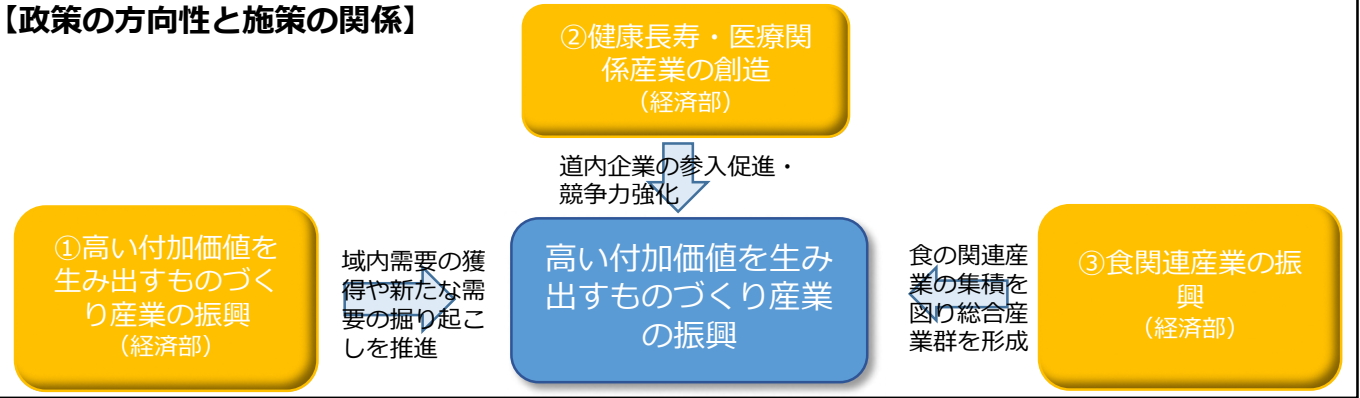 【政策の方向性と施策の関係】
②健康長寿・医療関
係産業の創造
（経済部）
道内企業の参入促進・
競争力強化
①高い付加価値を
生み出すものづく
り産業の振興
（経済部）
域内需要の獲
得や新たな需
要の掘り起こ
しを推進
高い付加価値を生み
出すものづくり産業
の振興
食の関連産
業の集積を
図り総合産
業群を形成
③食関連産業の振
興
（経済部）